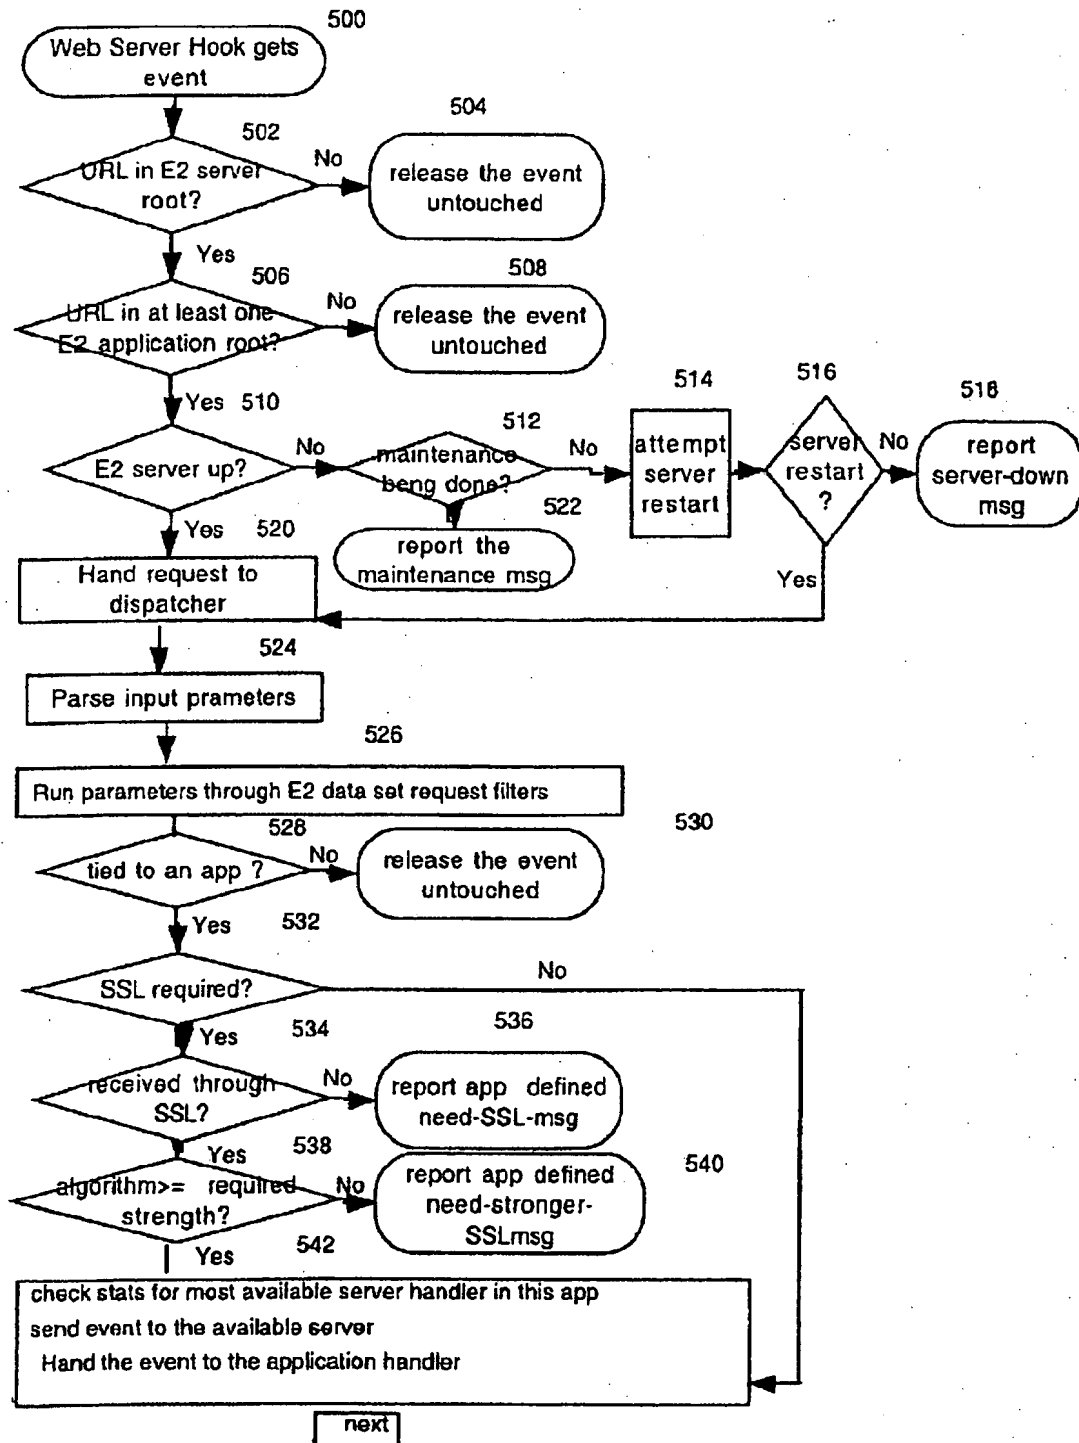 500
Web Server Hook gets
event
502
504
URL in E2 server
root?
No
release the event
untouched
Yes
506
508
URL in at least one
E2 application root?
No
release the event
untouched
Yes
510
512
514
516
518
E2 server up?
No
maintenance
beng done?
No
attempt
server
restart
server
restart
?
No
report
server-down
msg
Yes
520
522
report the
maintenance msg
Yes
Hand request to
dispatcher
524
Parse input prameters
526
Run parameters through E2 data set request filters
528
530
tied to an app ?
No
release the event
untouched
Yes
532
SSL required?
No
Yes
534
536
received through
SSL?
No
report app defined
need-SSL-msg
Yes
538
540
algorithm>= required
strength?
No
report app defined
need-stronger-
SSLmsg
Yes
542
check stats for most available server handler in this app
send event to the available server
Hand the event to the application handler
next